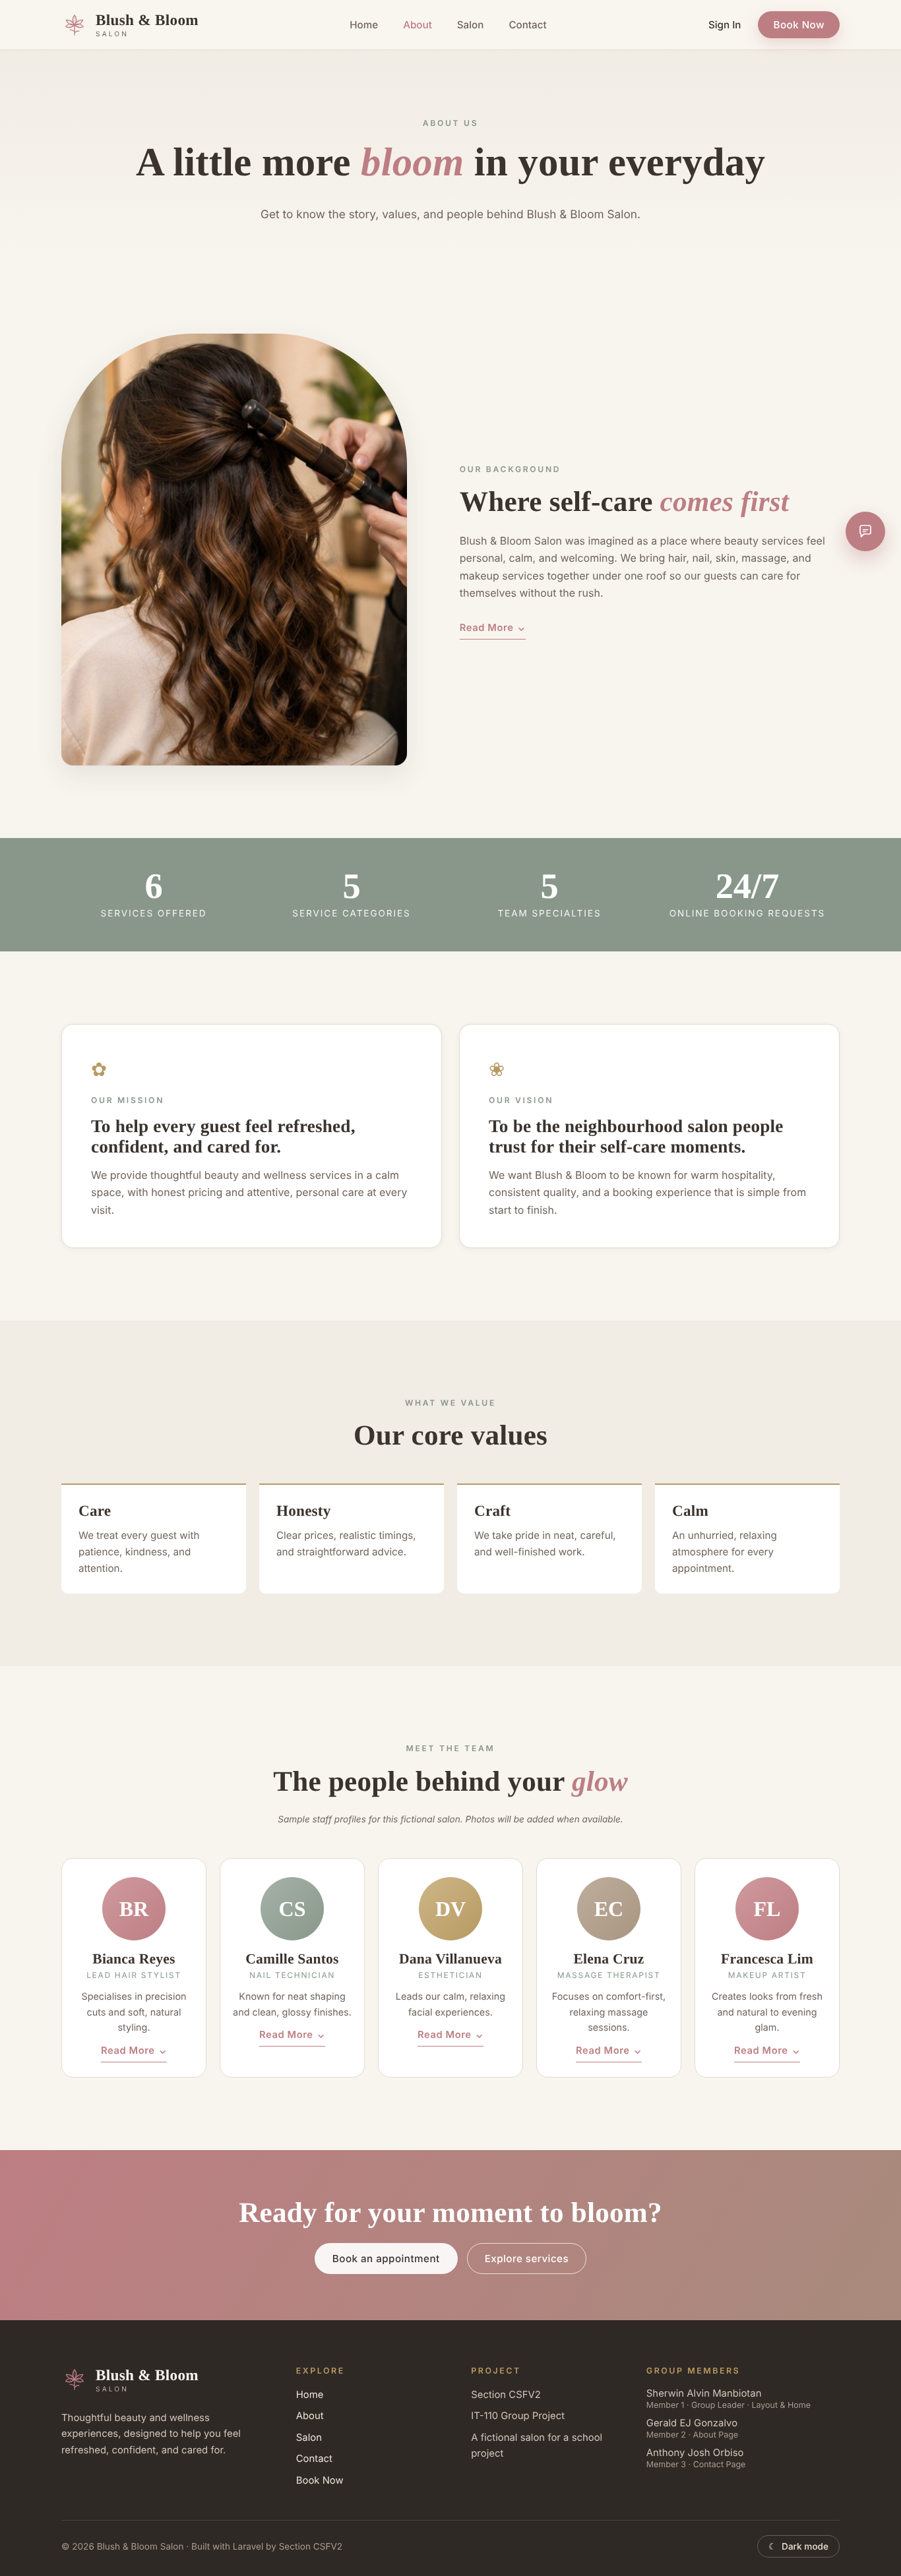 Blush & Bloom
SALON
Home
About
Salon
Contact
Sign In
Book Now
ABOUT US
A little more bloom in your everyday
Get to know the story, values, and people behind Blush & Bloom Salon.
OUR BACKGROUND
Where self-care comes first
Blush & Bloom Salon was imagined as a place where beauty services feel
personal, calm, and welcoming. We bring hair, nail, skin, massage, and
makeup services together under one roof so our guests can care for
themselves without the rush.
Read More
6
SERVICES OFFERED
5
SERVICE CATEGORIES
5
TEAM SPECIALTIES
24/7
ONLINE BOOKING REQUESTS
OUR MISSION
To help every guest feel refreshed,
confident, and cared for.
We provide thoughtful beauty and wellness services in a calm
space, with honest pricing and attentive, personal care at every
visit.
OUR VISION
To be the neighbourhood salon people
trust for their self-care moments.
We want Blush & Bloom to be known for warm hospitality,
consistent quality, and a booking experience that is simple from
start to finish.
WHAT WE VALUE
Our core values
Care
We treat every guest with
patience, kindness, and
attention.
Honesty
Clear prices, realistic timings,
and straightforward advice.
Craft
We take pride in neat, careful,
and well-finished work.
Calm
An unhurried, relaxing
atmosphere for every
appointment.
MEET THE TEAM
The people behind your glow
Sample staff profiles for this fictional salon. Photos will be added when available.
BR
Bianca Reyes
LEAD HAIR STYLIST
Specialises in precision
cuts and soft, natural
styling.
Read More
CS
Camille Santos
NAIL TECHNICIAN
Known for neat shaping
and clean, glossy finishes.
Read More
DV
Dana Villanueva
ESTHETICIAN
Leads our calm, relaxing
facial experiences.
Read More
EC
Elena Cruz
MASSAGE THERAPIST
Focuses on comfort-first,
relaxing massage
sessions.
Read More
FL
Francesca Lim
MAKEUP ARTIST
Creates looks from fresh
and natural to evening
glam.
Read More
Ready for your moment to bloom?
Book an appointment
Explore services
Blush & Bloom
SALON
Thoughtful beauty and wellness
experiences, designed to help you feel
refreshed, confident, and cared for.
EXPLORE
Home
About
Salon
Contact
Book Now
PROJECT
Section CSFV2
IT-110 Group Project
A fictional salon for a school
project
GROUP MEMBERS
Sherwin Alvin Manbiotan
Member 1 · Group Leader · Layout & Home
Gerald EJ Gonzalvo
Member 2 · About Page
Anthony Josh Orbiso
Member 3 · Contact Page
© 2026 Blush & Bloom Salon · Built with Laravel by Section CSFV2
Dark mode